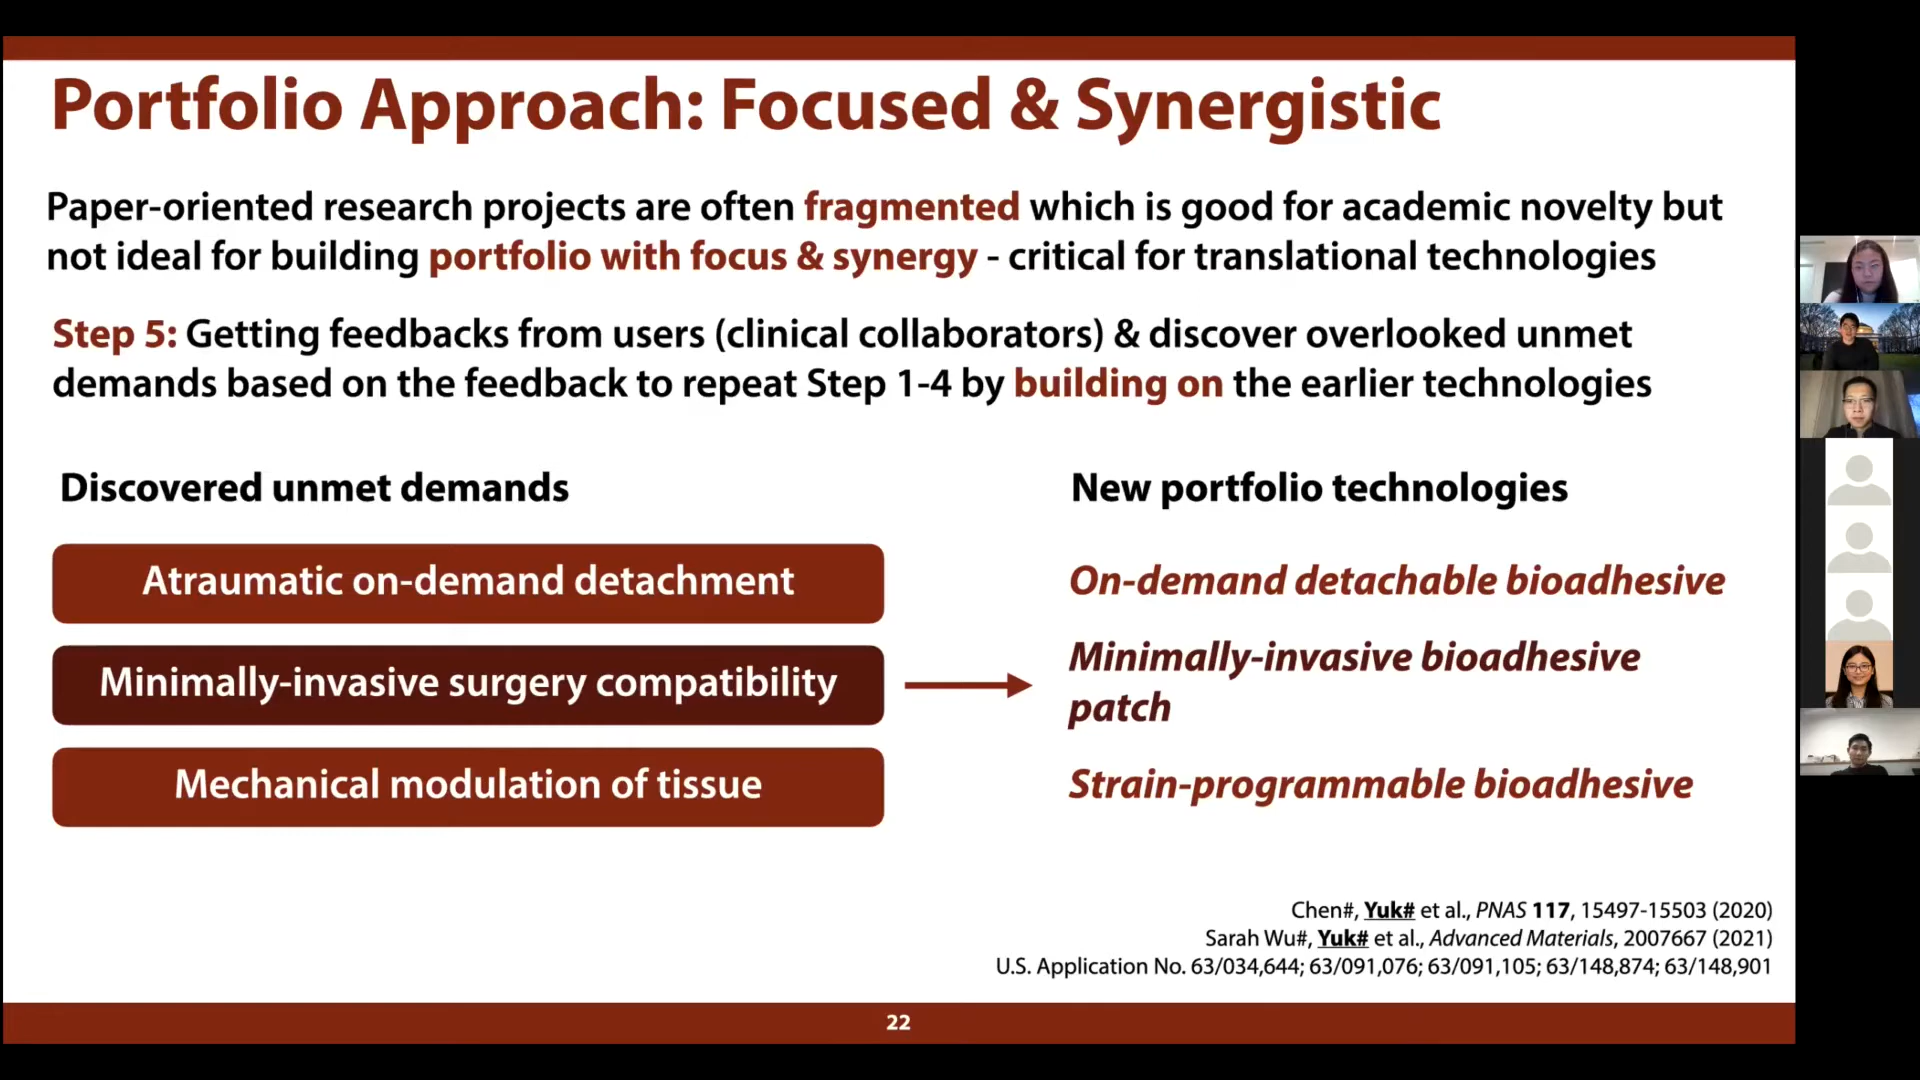 Portfolio Approach: Focused & Synergistic
Paper-oriented research projects are often fragmented which is good for academic novelty but
not ideal for building portfolio with focus & synergy - critical for translational technologies
Step 5: Getting feedbacks from users (clinical collaborators) & discover overlooked unmet
demands based on the feedback to repeat Step 1-4 by building on the earlier technologies
Discovered unmet demands
Atraumatic on-demand detachment
Minimally-invasive surgery compatibility
Mechanical modulation of tissue
New portfolio technologies
On-demand detachable bioadhesive
Minimally-invasive bioadhesive
patch
Strain-programmable bioadhesive
Chen#, Yuk# et al., PNAS 117, 15497-15503 (2020)
Sarah Wu#, Yuk# et al., Advanced Materials, 2007667 (2021)
U.S. Application No. 63/034,644; 63/091,076; 63/091,105; 63/148,874; 63/148,901
22